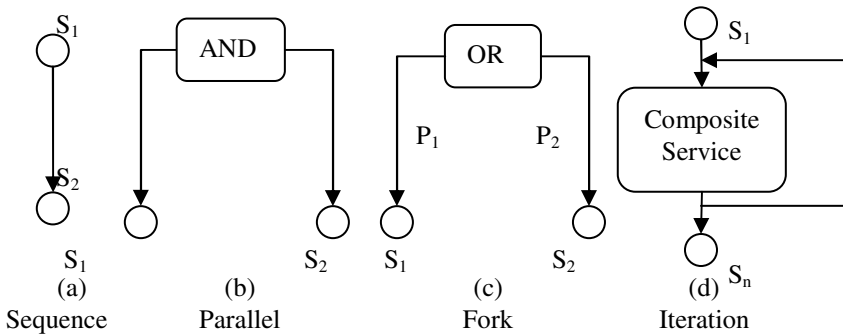 S₁
AND
OR
S₁
Composite
Service
P₁
P₂
S₂
S₁
S₂
S₁
S₂
Sₙ
(a)
(b)
(c)
(d)
Sequence
Parallel
Fork
Iteration